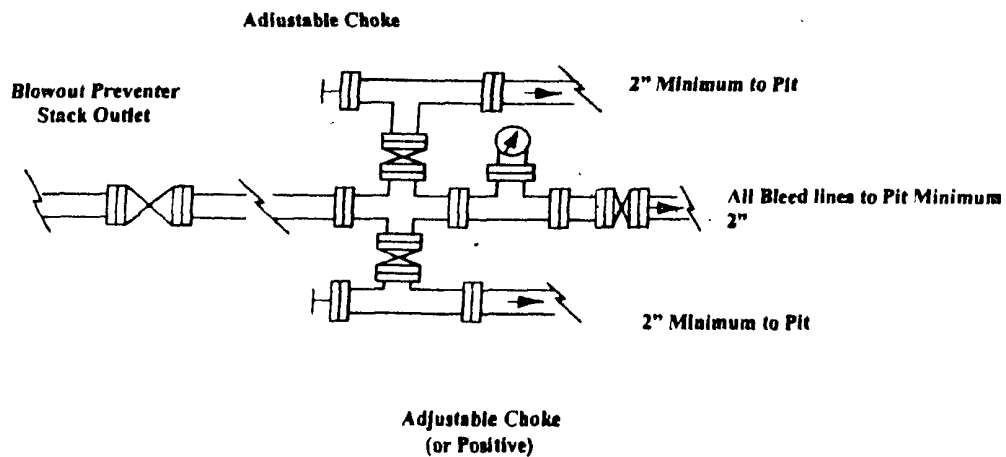 Adjustable Choke
2" Minimum to Pit
Blowout Preventer
Stack Outlet
All Bleed lines to Pit Minimum
2"
2" Minimum to Pit
Adjustable Choke
(or Positive)